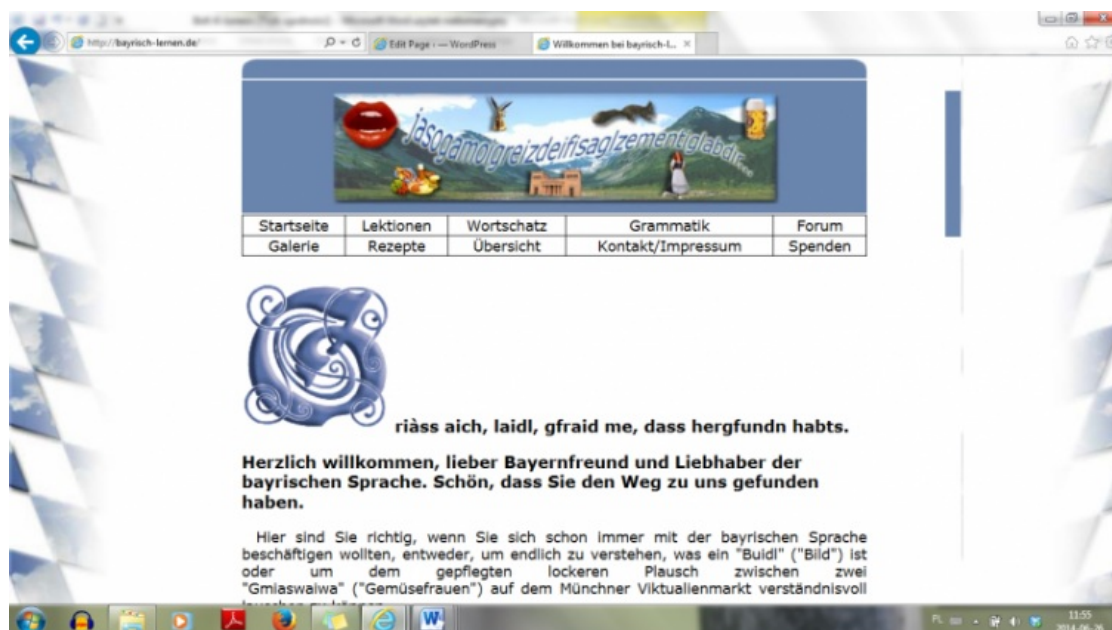 http://bayrisch-lernen.de/
Edit Page ‹ — WordPress
Willkommen bei bayrisch-l...
jasogamoigreizdeifisaglzementiglabdir...
Startseite Lektionen Wortschatz Grammatik Forum
Galerie Rezepte Übersicht Kontakt/Impressum Spenden
G
riàss aich, laidl, gfraid me, dass hergfundn habts.
Herzlich willkommen, lieber Bayernfreund und Liebhaber der
bayrischen Sprache. Schön, dass Sie den Weg zu uns gefunden
haben.
Hier sind Sie richtig, wenn Sie sich schon immer mit der bayrischen Sprache
beschäftigen wollten, entweder, um endlich zu verstehen, was ein "Buidl" ("Bild") ist
oder um dem gepflegten lockeren Plausch zwischen zwei
"Gmiaswaiwa" ("Gemüsefrauen") auf dem Münchner Viktualienmarkt verständnisvoll
PL
11:55
2014-06-26